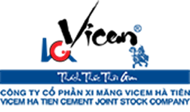 Vicem
Thách Thức Thời Gian
CÔNG TY CỔ PHẦN XI MĂNG VICEM HÀ TIÊN
VICEM HA TIEN CEMENT JOINT STOCK COMPANY